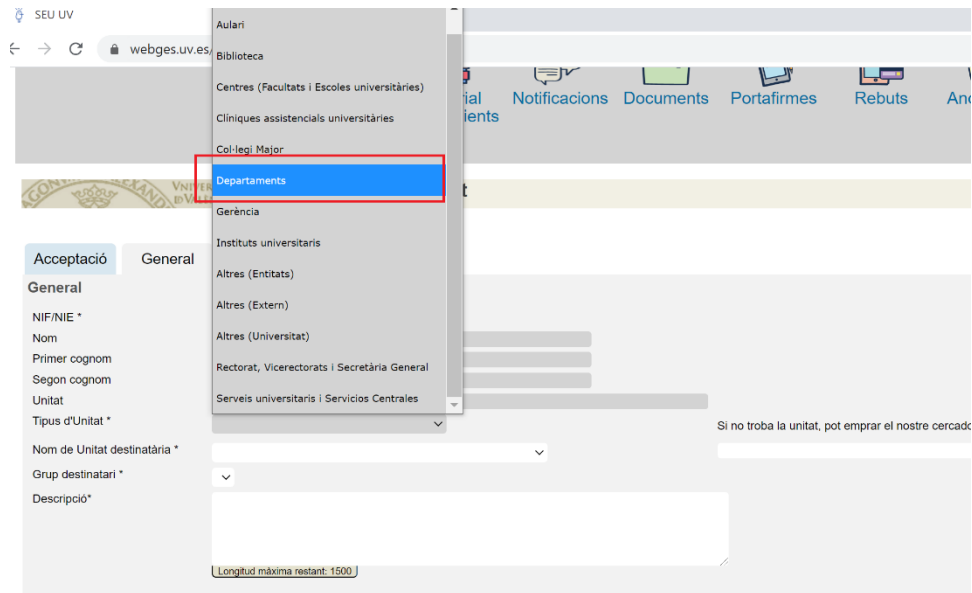 SEU UV
webges.uv.es/
Aulari
Biblioteca
Centres (Facultats i Escoles universitàries)
Clíniques assistencials universitàries
Col·legi Major
Departaments
Gerència
Instituts universitaris
Altres (Entitats)
Altres (Extern)
Altres (Universitat)
Rectorat, Vicerectorats i Secretària General
Serveis universitaris i Servicios Centrales
Notificacions Documents Portafirmes Rebuts
Acceptació General
General
NIF/NIE *
Nom
Primer cognom
Segon cognom
Unitat
Tipus d'Unitat *
Si no troba la unitat, pot emprar el nostre cercado
Nom de Unitat destinatària *
Grup destinatari *
Descripció*
Longitud máxima restant: 1500